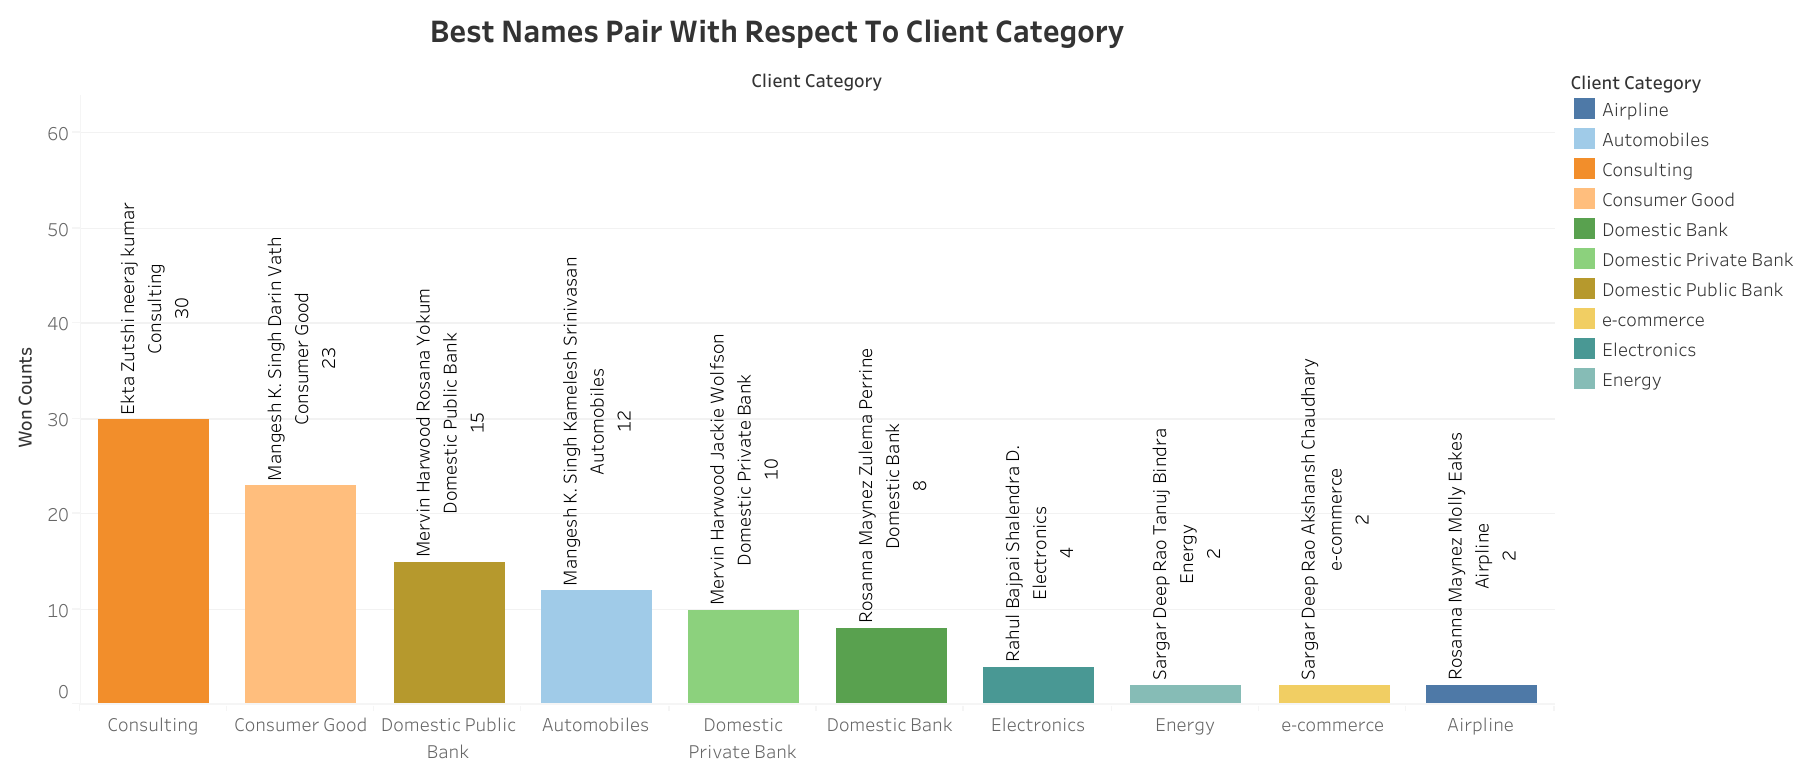 Best Names Pair With Respect To Client Category
Client Category
Won Counts
60
50
40
30
20
10
0
Ekta Zutshi neeraj kumar
Consulting
30
Mangesh K. Singh Darin Vath
Consumer Good
23
Mervin Harwood Rosana Yokum
Domestic Public Bank
15
Mangesh K. Singh Kamelesh Srinivasan
Automobiles
12
Mervin Harwood Jackie Wolfson
Domestic Private Bank
10
Rosanna Maynez Zulema Perrine
Domestic Bank
8
Rahul Bajpai Shalendra D.
Electronics
4
Sargar Deep Rao Tanuj Bindra
Energy
2
Sargar Deep Rao Akshansh Chaudhary
e-commerce
2
Rosanna Maynez Molly Eakes
Airpline
2
Consulting
Consumer Good
Domestic Public
Bank
Automobiles
Domestic
Private Bank
Domestic Bank
Electronics
Energy
e-commerce
Airpline
Client Category
Airpline
Automobiles
Consulting
Consumer Good
Domestic Bank
Domestic Private Bank
Domestic Public Bank
e-commerce
Electronics
Energy